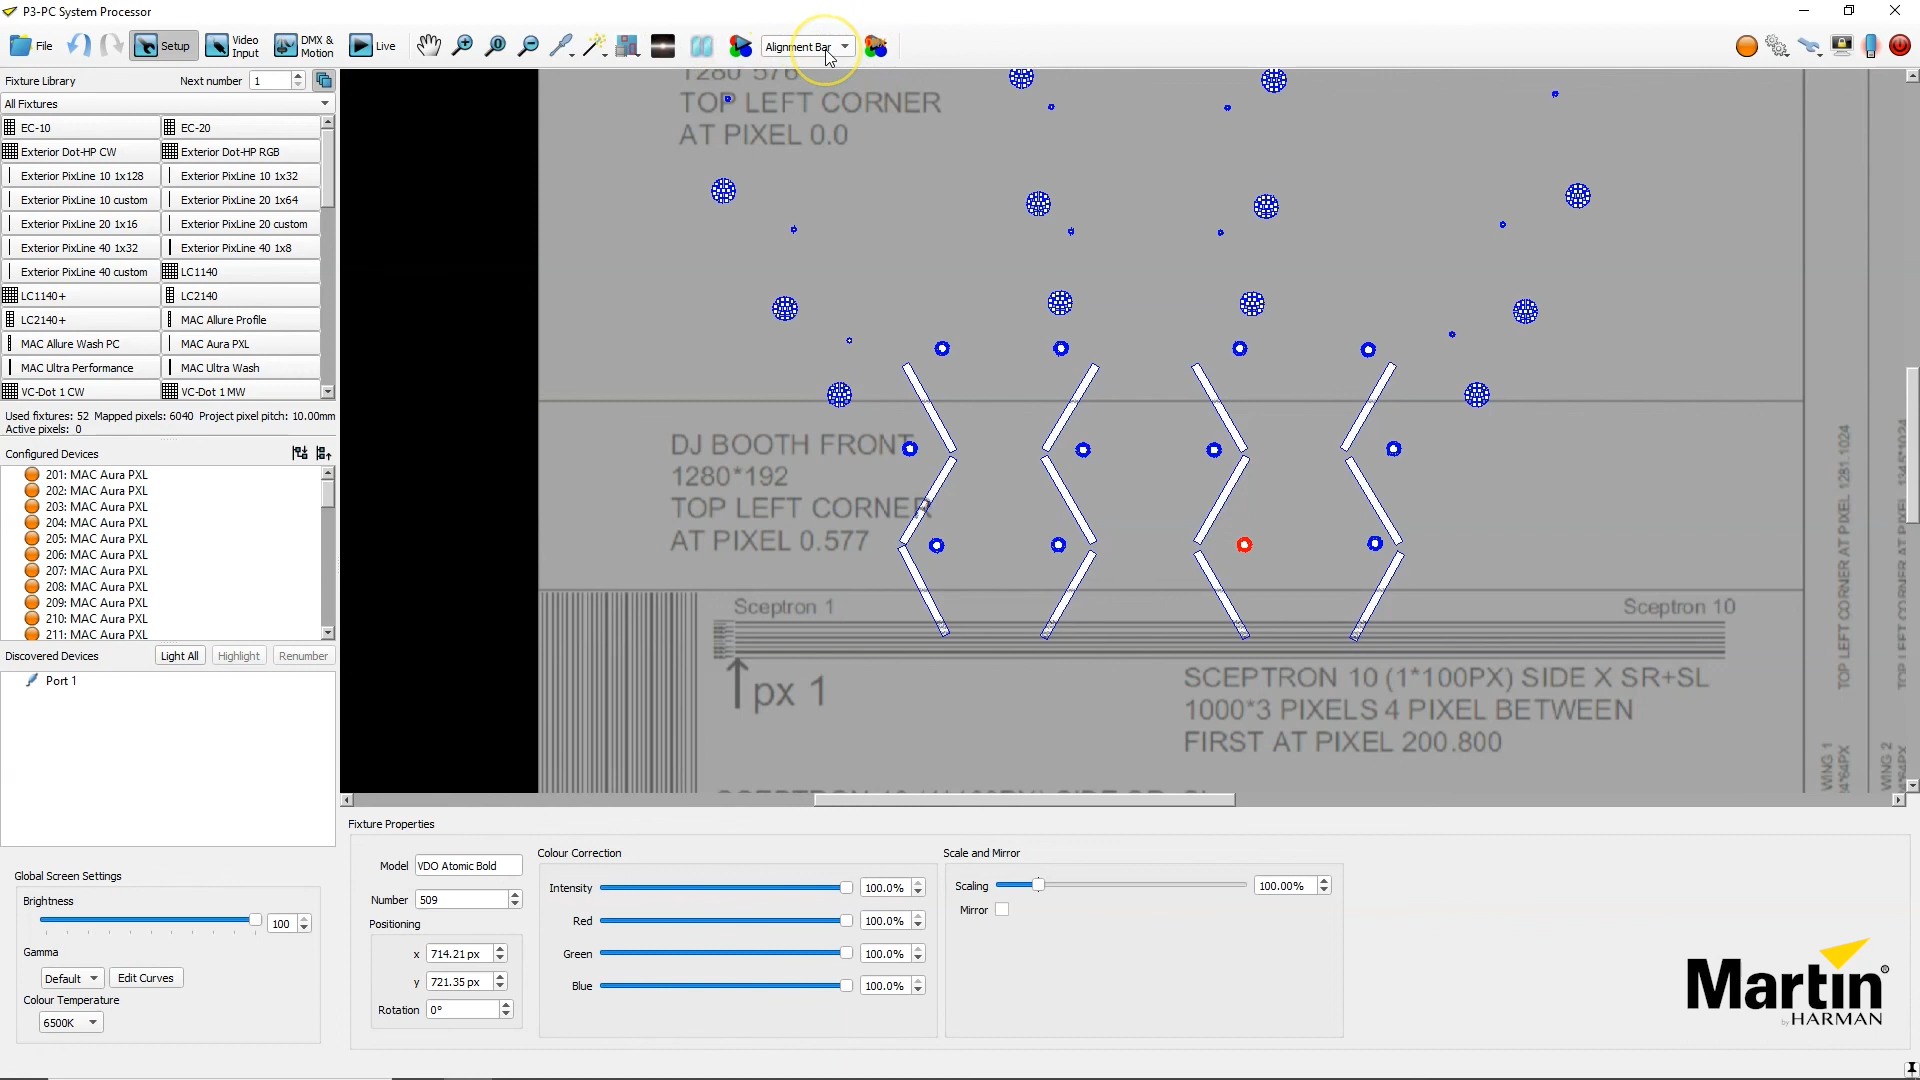 P3-PC System Processor
File
Setup
Video
Input
DMX &
Motion
Live
Alignment Bar
Fixture Library
Next number
1
All Fixtures
EC-10
EC-20
Exterior Dot-HP CW
Exterior Dot-HP RGB
Exterior PixLine 10 1x128
Exterior PixLine 10 1x32
Exterior PixLine 10 custom
Exterior PixLine 20 1x64
Exterior PixLine 20 1x16
Exterior PixLine 20 custom
Exterior PixLine 40 1x32
Exterior PixLine 40 1x8
Exterior PixLine 40 custom
LC1140
LC1140+
LC2140
LC2140+
MAC Allure Profile
MAC Allure Wash PC
MAC Aura PXL
MAC Ultra Performance
MAC Ultra Wash
VC-Dot 1 CW
VC-Dot 1 MW
Used fixtures: 52 Mapped pixels: 6040 Project pixel pitch: 10.00mm
Active pixels: 0
Configured Devices
201: MAC Aura PXL
202: MAC Aura PXL
203: MAC Aura PXL
204: MAC Aura PXL
205: MAC Aura PXL
206: MAC Aura PXL
207: MAC Aura PXL
208: MAC Aura PXL
209: MAC Aura PXL
210: MAC Aura PXL
211: MAC Aura PXL
Discovered Devices
Light All
Highlight
Renumber
Port 1
Global Screen Settings
Brightness
100
Gamma
Default
Edit Curves
Colour Temperature
6500K
1280*576
TOP LEFT CORNER
AT PIXEL 0.0
DJ BOOTH FRONT
1280*192
TOP LEFT CORNER
AT PIXEL 0.577
Sceptron 1
Sceptron 10
px 1
SCEPTRON 10 (1*100PX) SIDE X SR+SL
1000*3 PIXELS 4 PIXEL BETWEEN
FIRST AT PIXEL 200.800
TOP LEFT CORNER AT PIXEL 1281.1024
WING 1
WING 2
Fixture Properties
Model
VDO Atomic Bold
Number
509
Positioning
x
714.21 px
y
721.35 px
Rotation
0°
Colour Correction
Intensity
100.0%
Red
100.0%
Green
100.0%
Blue
100.0%
Scale and Mirror
Scaling
100.00%
Mirror
Martin®
by HARMAN